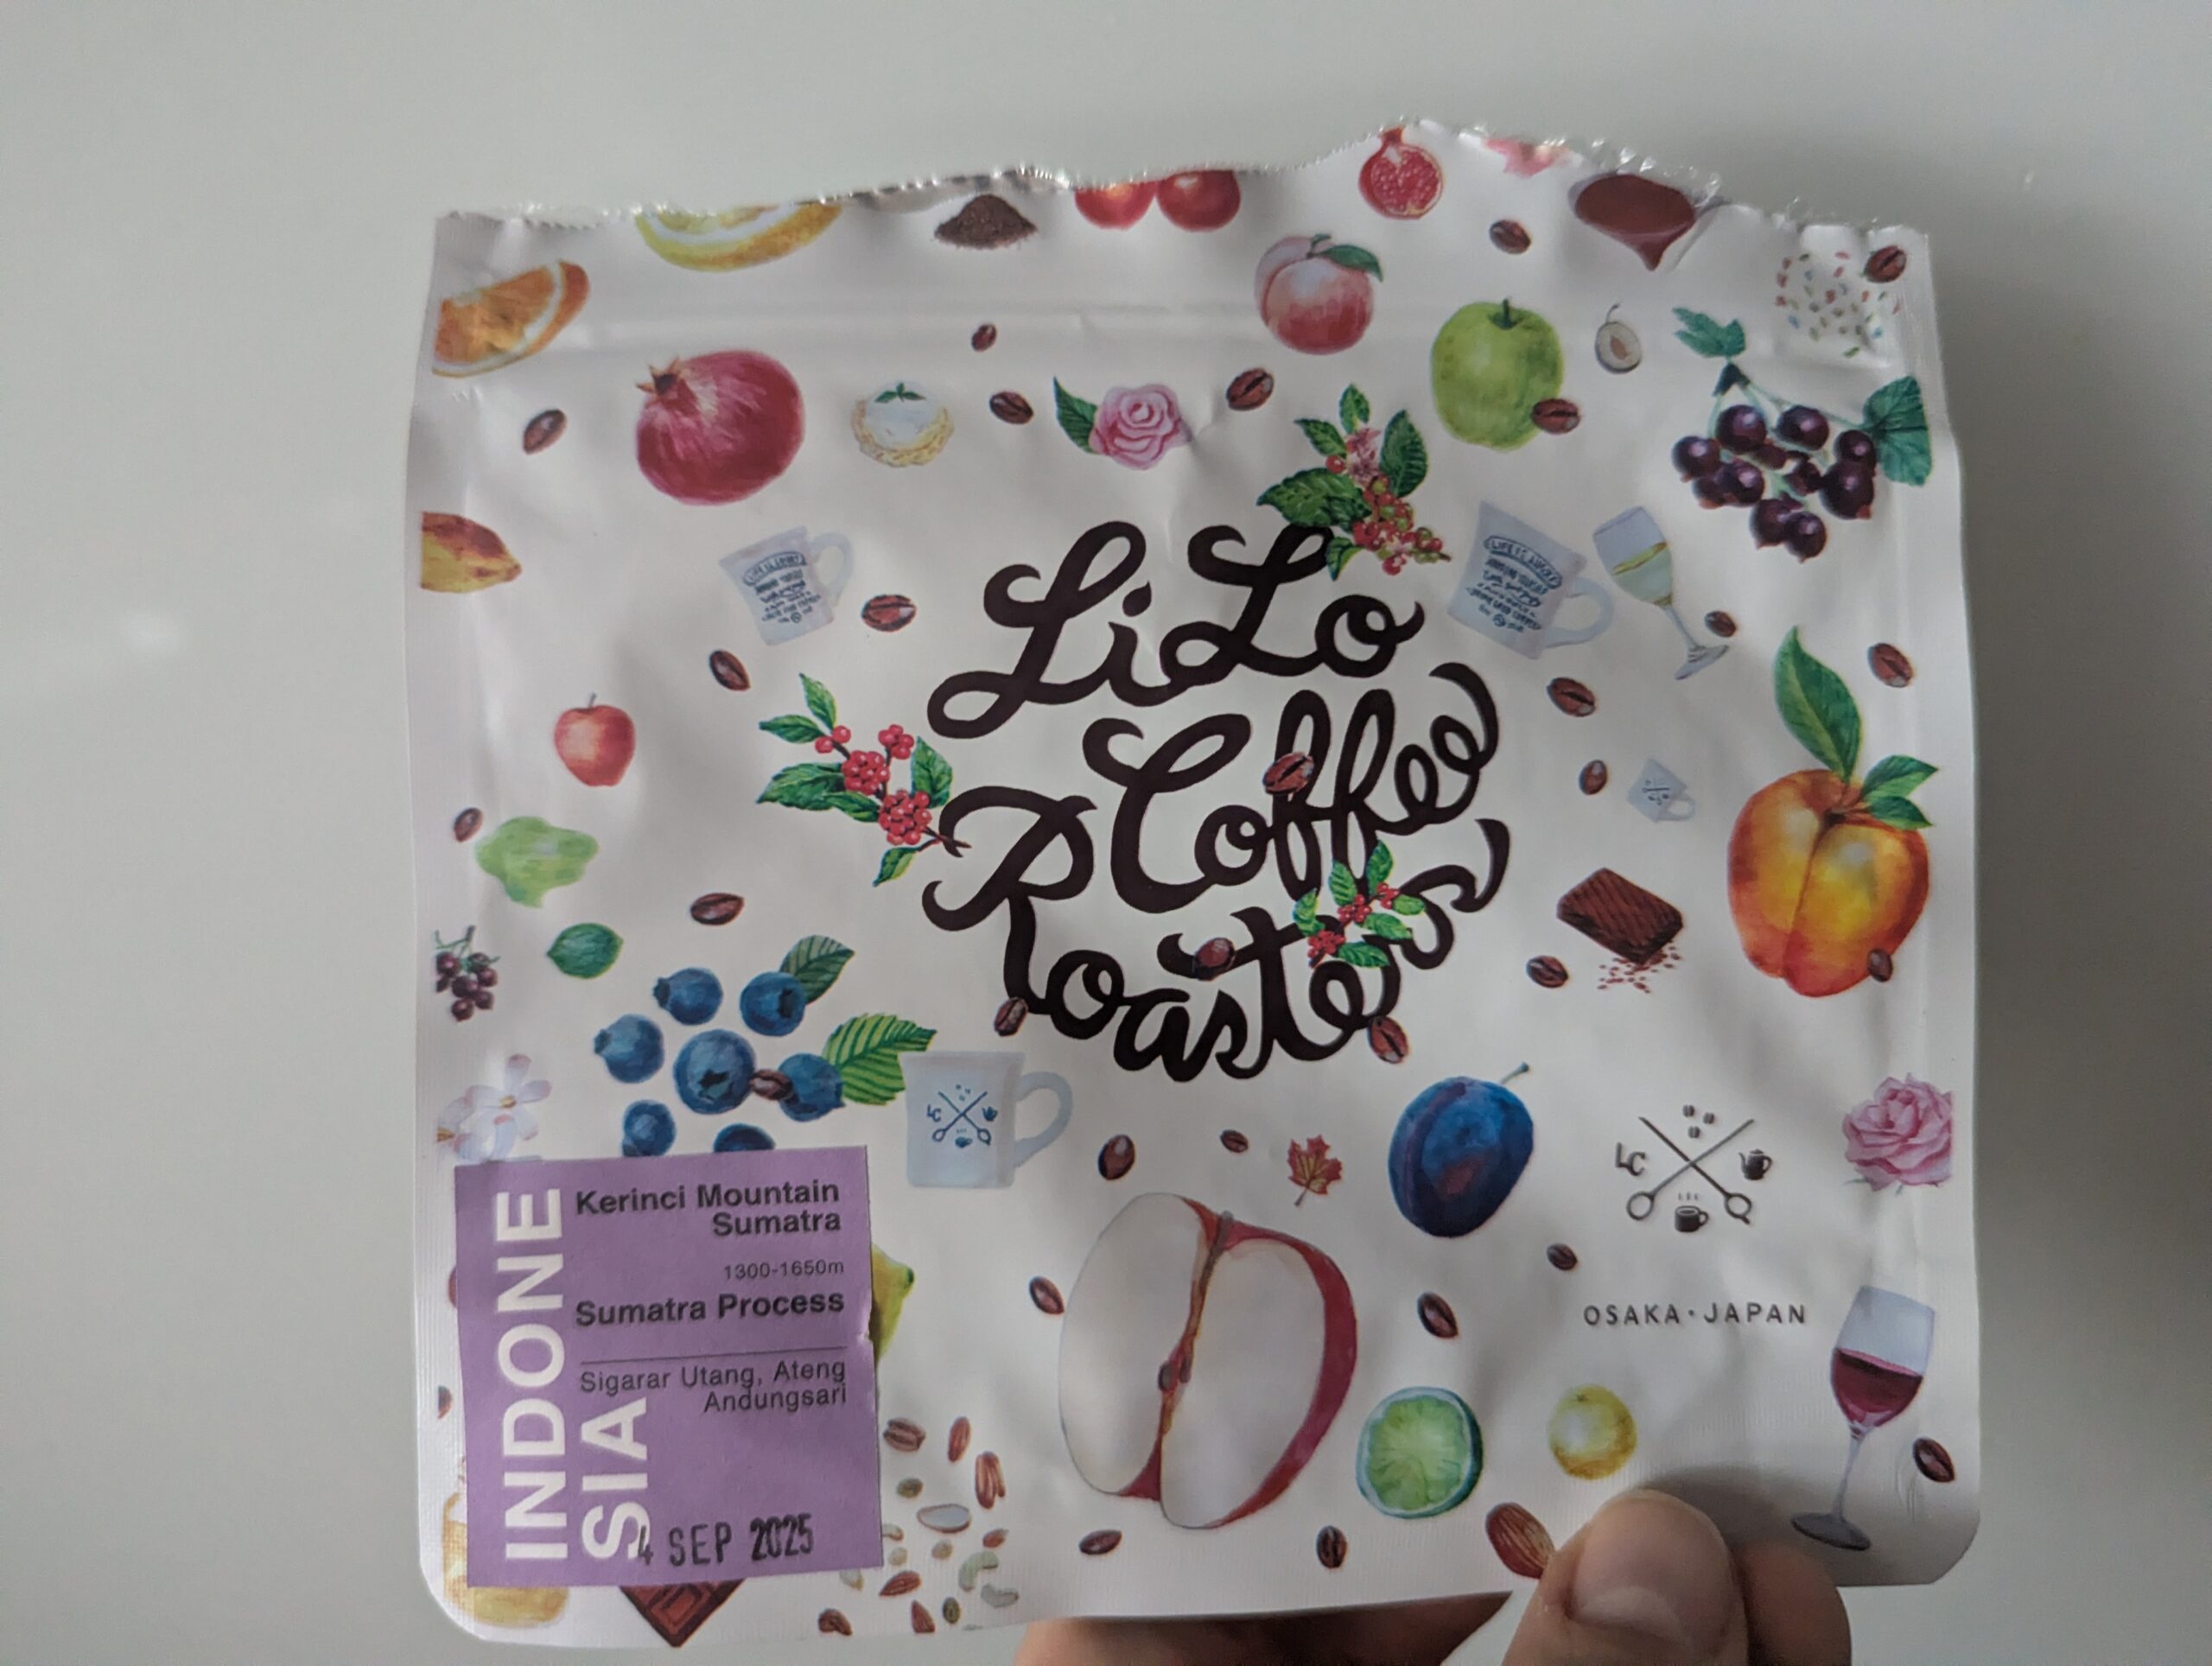 LiLo
Coffee
Roasters
LC
LC
OSAKA · JAPAN
INDONE
SIA
Kerinci Mountain
Sumatra
1300-1650m
Sumatra Process
Sigarar Utang, Ateng
Andungsari
4 SEP 2025